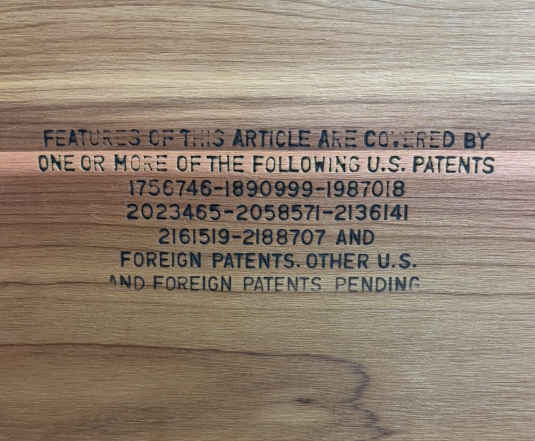 FEATURES OF THIS ARTICLE ARE COVERED BY
ONE OR MORE OF THE FOLLOWING U.S. PATENTS
1756746-1890999-1987018
2023465-2058571-2136141
2161519-2188707 AND
FOREIGN PATENTS. OTHER U.S.
AND FOREIGN PATENTS PENDING